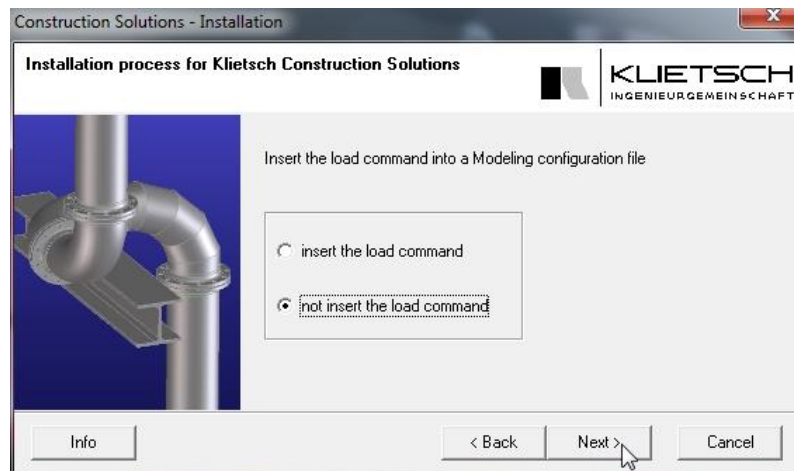 Construction Solutions - Installation
Installation process for Klietsch Construction Solutions
KLIETSCH
INGENIEURGEMEINSCHAFT
Insert the load command into a Modeling configuration file
insert the load command
not insert the load command
Info
< Back
Next >
Cancel